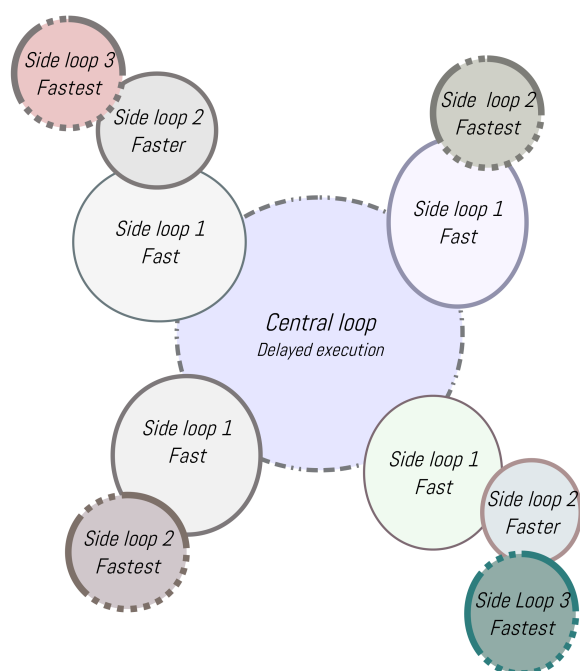 Side loop 3
Fastest
Side loop 2
Faster
Side loop 1
Fast
Side loop 2
Fastest
Side loop 1
Fast
Central loop
Delayed execution
Side loop 1
Fast
Side loop 2
Fastest
Side loop 1
Fast
Side loop 2
Faster
Side Loop 3
Fastest